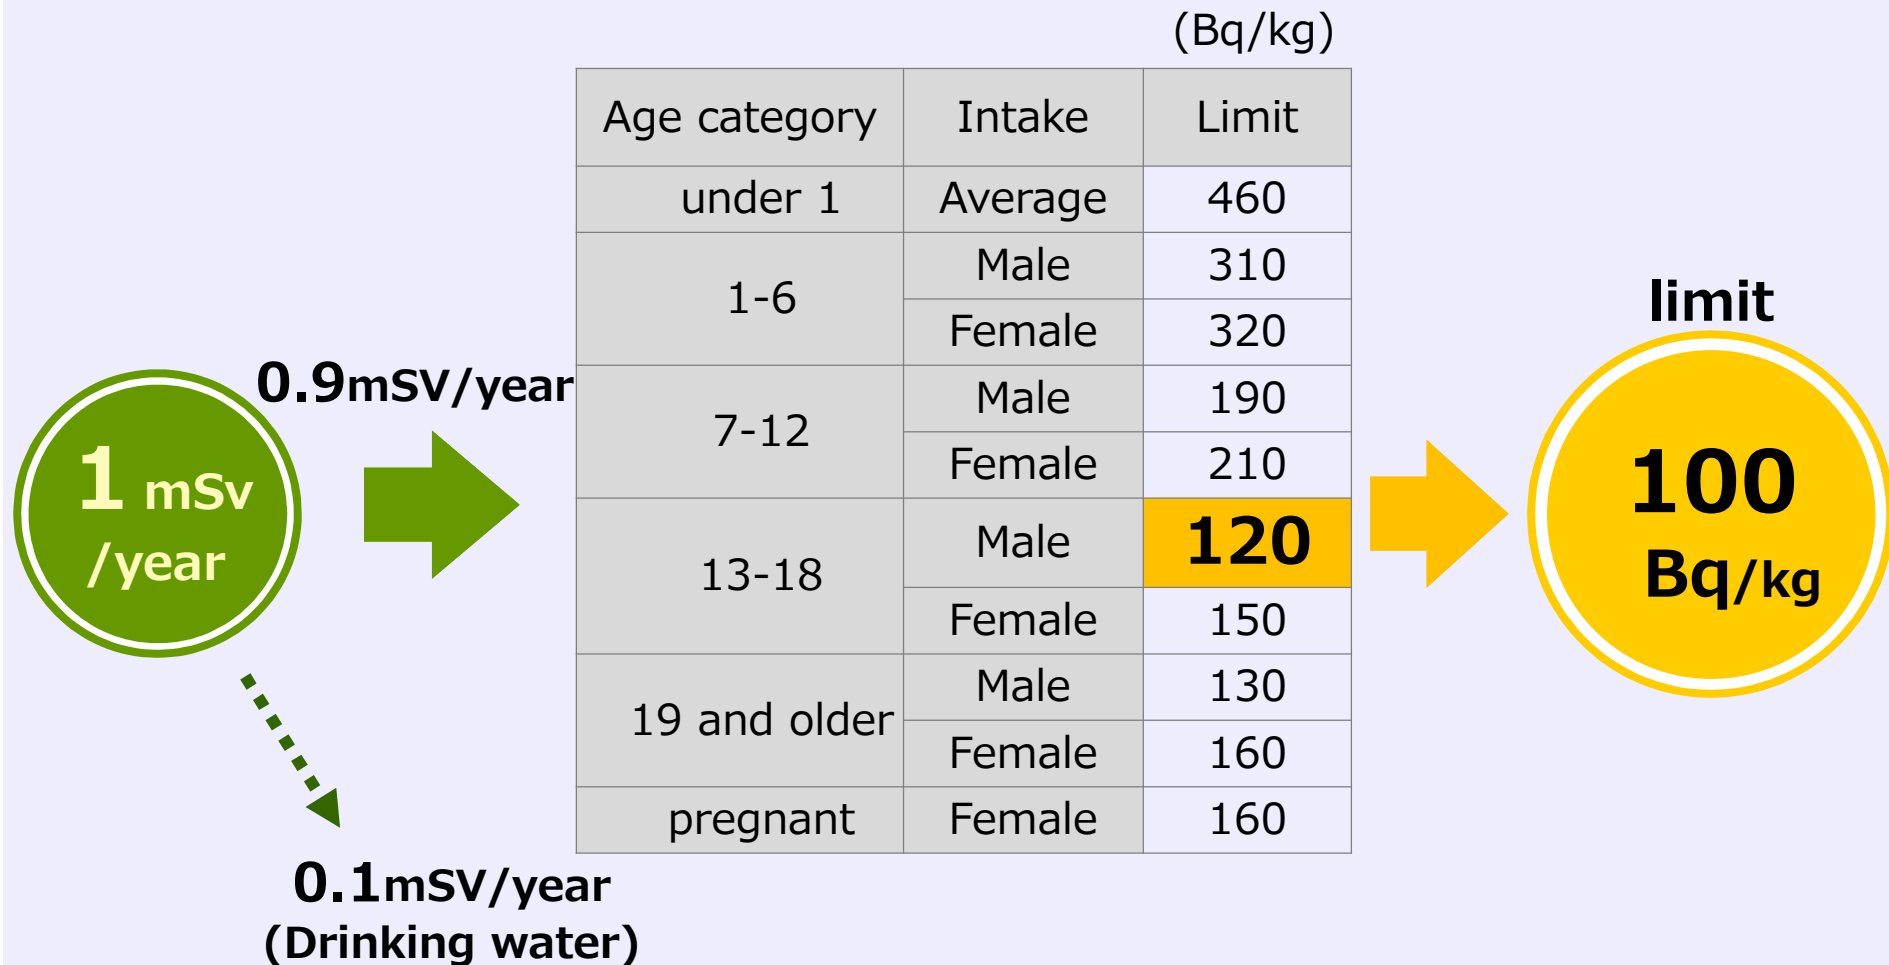 (Bq/kg)
Age category Intake Limit
under 1 Average 460
1-6 Male 310
Female 320
7-12 Male 190
Female 210
13-18 Male 120
Female 150
19 and older Male 130
Female 160
pregnant Female 160
1 mSv
/year
0.9mSV/year
0.1mSV/year
(Drinking water)
limit
100
Bq/kg